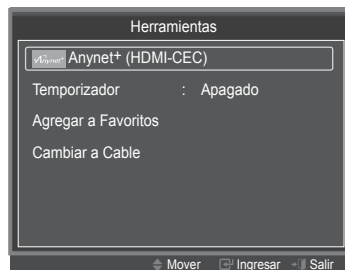 Herramientas
Anynet+ Anynet+ (HDMI-CEC)
Temporizador : Apagado
Agregar a Favoritos
Cambiar a Cable
Mover Ingresar Salir